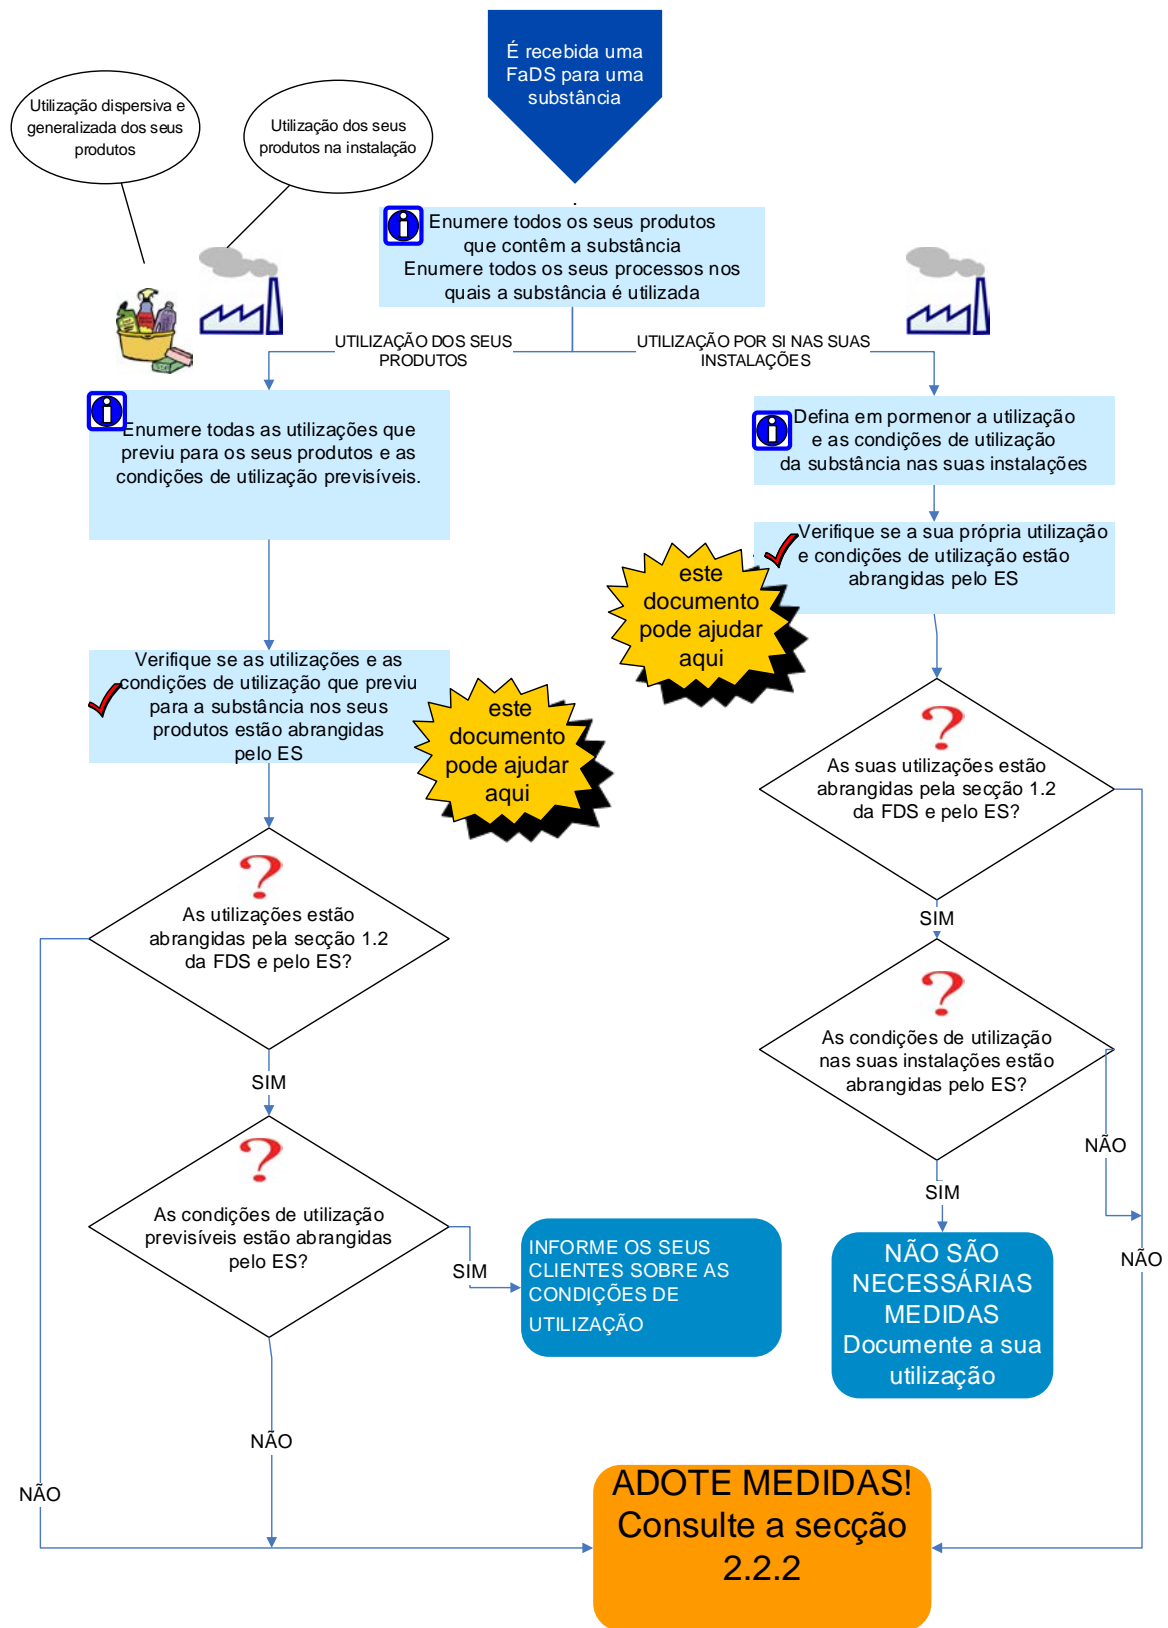 É recebida uma
FaDS para uma
substância
Utilização dispersiva e
generalizada dos seus
produtos
Utilização dos seus
produtos na instalação
Enumere todos os seus produtos
que contêm a substância
Enumere todos os seus processos nos
quais a substância é utilizada
UTILIZAÇÃO DOS SEUS
PRODUTOS
UTILIZAÇÃO POR SI NAS SUAS
INSTALAÇÕES
Enumere todas as utilizações que
previu para os seus produtos e as
condições de utilização previsíveis.
Defina em pormenor a utilização
e as condições de utilização
da substância nas suas instalações
Verifique se a sua própria utilização
e condições de utilização estão
abrangidas pelo ES
este
documento
pode ajudar
aqui
Verifique se as utilizações e as
condições de utilização que previu
para a substância nos seus
produtos estão abrangidas
pelo ES
este
documento
pode ajudar
aqui
?
As suas utilizações estão
abrangidas pela secção 1.2
da FDS e pelo ES?
?
As utilizações estão
abrangidas pela secção 1.2
da FDS e pelo ES?
SIM
?
As condições de utilização
nas suas instalações estão
abrangidas pelo ES?
SIM
?
As condições de utilização
previsíveis estão abrangidas
pelo ES?
NÃO
SIM
SIM
INFORME OS SEUS
CLIENTES SOBRE AS
CONDIÇÕES DE
UTILIZAÇÃO
NÃO SÃO
NECESSÁRIAS
MEDIDAS
Documente a sua
utilização
NÃO
NÃO
NÃO
ADOTE MEDIDAS!
Consulte a secção
2.2.2